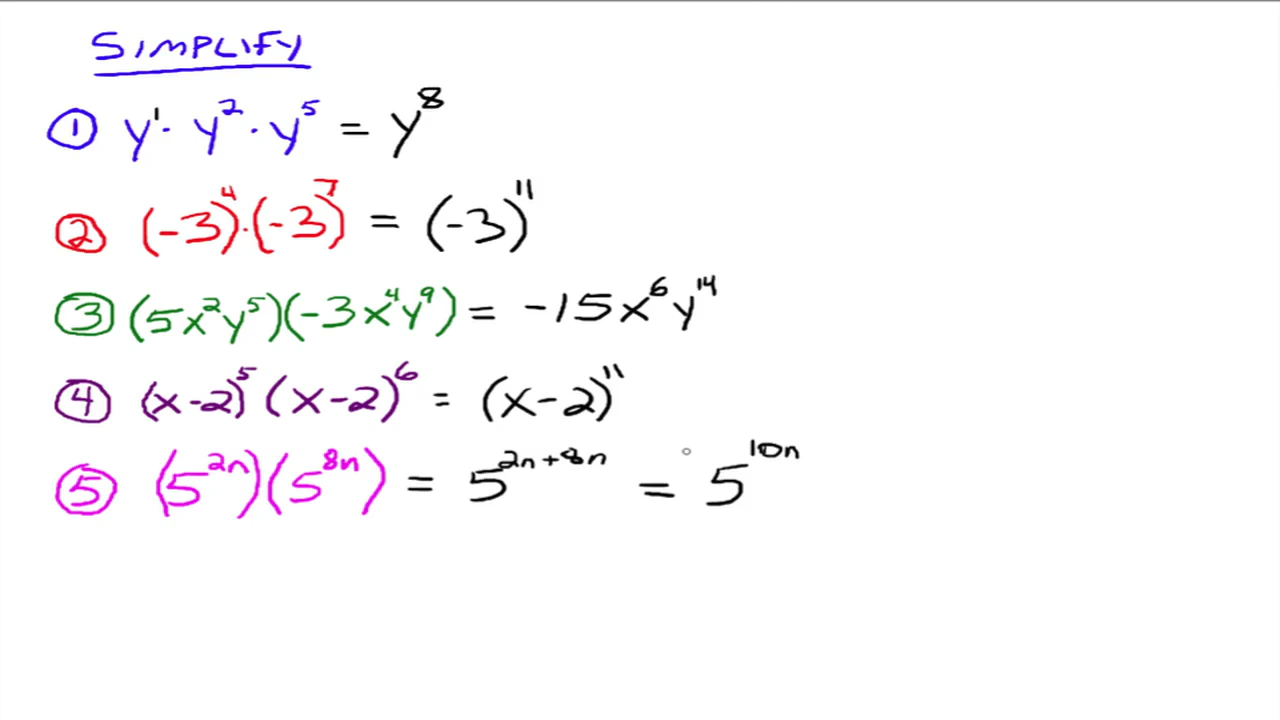 SIMPLIFY
① y¹ · y² · y⁵ = y⁸
② (-3)⁴ · (-3)⁷ = (-3)¹¹
③ (5x²y⁵)(-3x⁴y⁹) = -15x⁶y¹⁴
④ (x-2)⁵ (x-2)⁶ = (x-2)¹¹
⑤ (5²ⁿ)(5⁸ⁿ) = 5²ⁿ⁺⁸ⁿ = 5¹⁰ⁿ